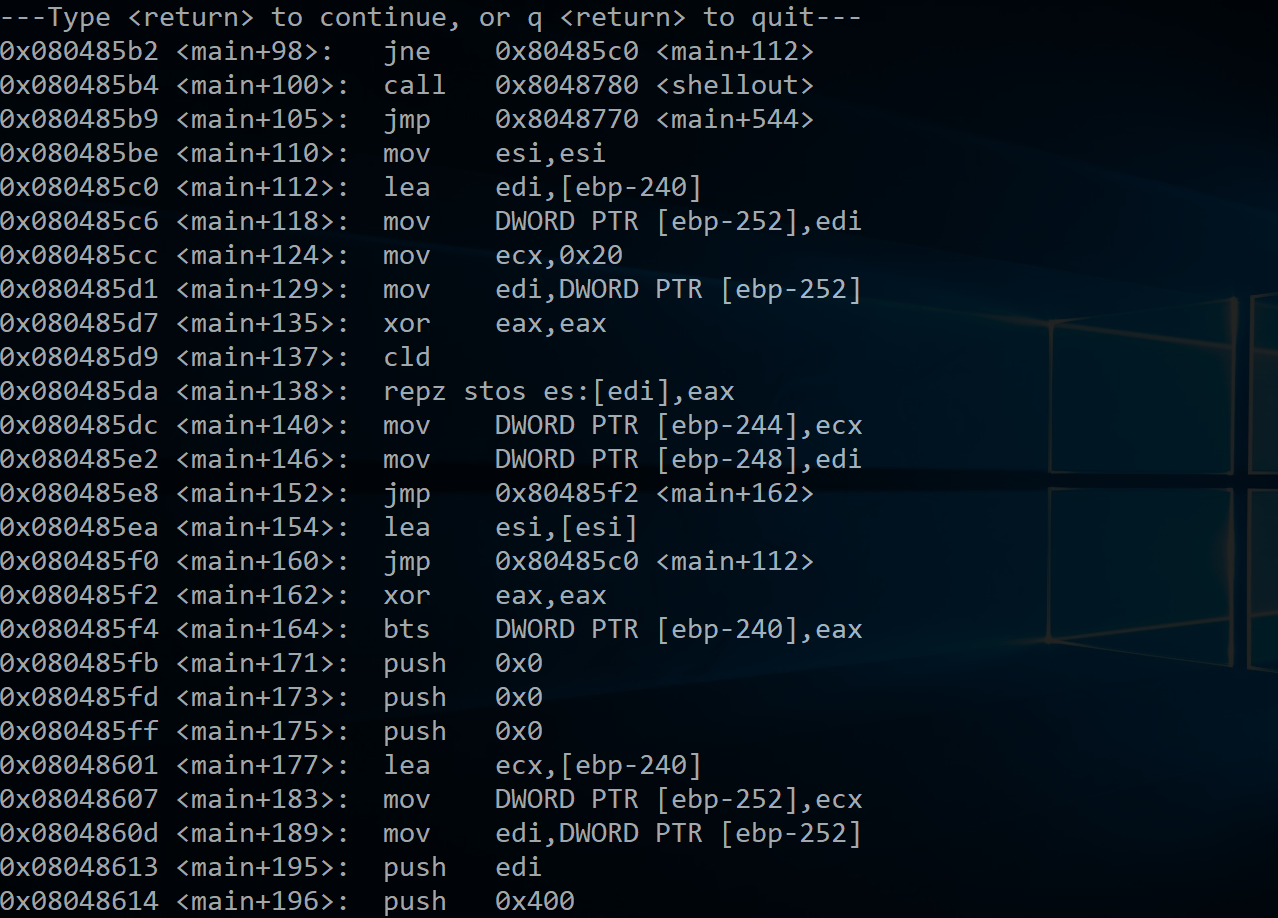 ---Type <return> to continue, or q <return> to quit---
0x080485b2 <main+98>:   jne    0x80485c0 <main+112>
0x080485b4 <main+100>:  call   0x8048780 <shellout>
0x080485b9 <main+105>:  jmp    0x8048770 <main+544>
0x080485be <main+110>:  mov    esi,esi
0x080485c0 <main+112>:  lea    edi,[ebp-240]
0x080485c6 <main+118>:  mov    DWORD PTR [ebp-252],edi
0x080485cc <main+124>:  mov    ecx,0x20
0x080485d1 <main+129>:  mov    edi,DWORD PTR [ebp-252]
0x080485d7 <main+135>:  xor    eax,eax
0x080485d9 <main+137>:  cld
0x080485da <main+138>:  repz stos es:[edi],eax
0x080485dc <main+140>:  mov    DWORD PTR [ebp-244],ecx
0x080485e2 <main+146>:  mov    DWORD PTR [ebp-248],edi
0x080485e8 <main+152>:  jmp    0x80485f2 <main+162>
0x080485ea <main+154>:  lea    esi,[esi]
0x080485f0 <main+160>:  jmp    0x80485c0 <main+112>
0x080485f2 <main+162>:  xor    eax,eax
0x080485f4 <main+164>:  bts    DWORD PTR [ebp-240],eax
0x080485fb <main+171>:  push   0x0
0x080485fd <main+173>:  push   0x0
0x080485ff <main+175>:  push   0x0
0x08048601 <main+177>:  lea    ecx,[ebp-240]
0x08048607 <main+183>:  mov    DWORD PTR [ebp-252],ecx
0x0804860d <main+189>:  mov    edi,DWORD PTR [ebp-252]
0x08048613 <main+195>:  push   edi
0x08048614 <main+196>:  push   0x400